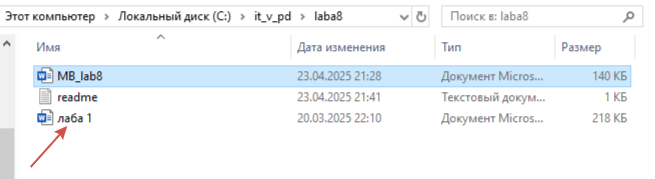 Этот компьютер > Локальный диск (C:) > it_v_pd > laba8 Поиск в: laba8
Имя Дата изменения Тип Размер
MB_lab8 23.04.2025 21:28 Документ Micros... 140 КБ
readme 23.04.2025 21:41 Текстовый докум... 1 КБ
лаба 1 20.03.2025 22:10 Документ Micros... 218 КБ